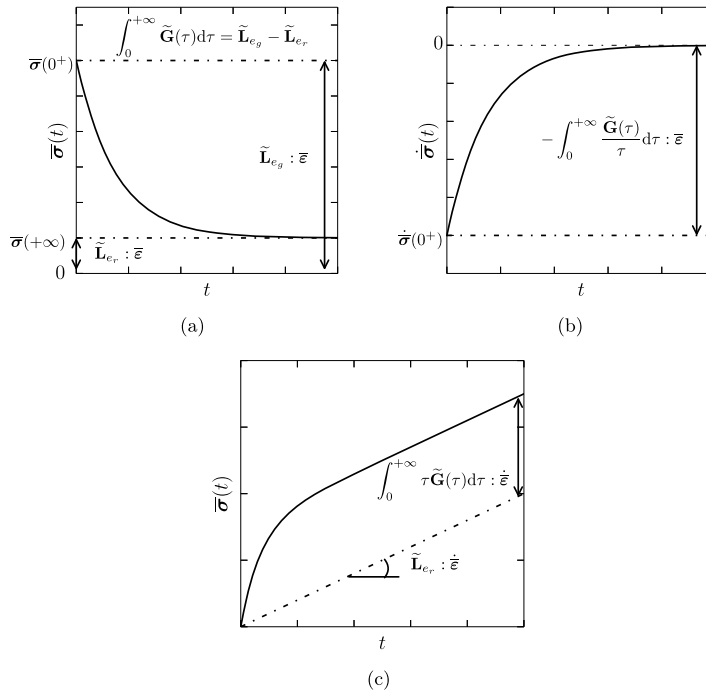 ∫₀^{+∞} G̃(τ)dτ = L̃_{e_g} − L̃_{e_r}
σ̅(0⁺)
σ̅(t)
L̃_{e_g} : ε̅
σ̅(+∞)
L̃_{e_r} : ε̅
0
t
(a)
0
σ̅̇(t)
− ∫₀^{+∞} G̃(τ)/τ dτ : ε̅
σ̅̇(0⁺)
t
(b)
σ̅(t)
∫₀^{+∞} τG̃(τ)dτ : ε̅̇
L̃_{e_r} : ε̅̇
t
(c)